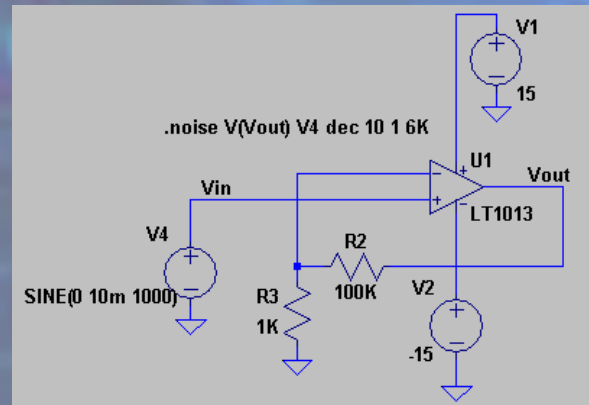 V1
15
.noise V(Vout) V4 dec 10 1 6K
U1
Vout
Vin
LT1013
V4
R2
100K
V2
SINE(0 10m 1000)
R3
1K
-15